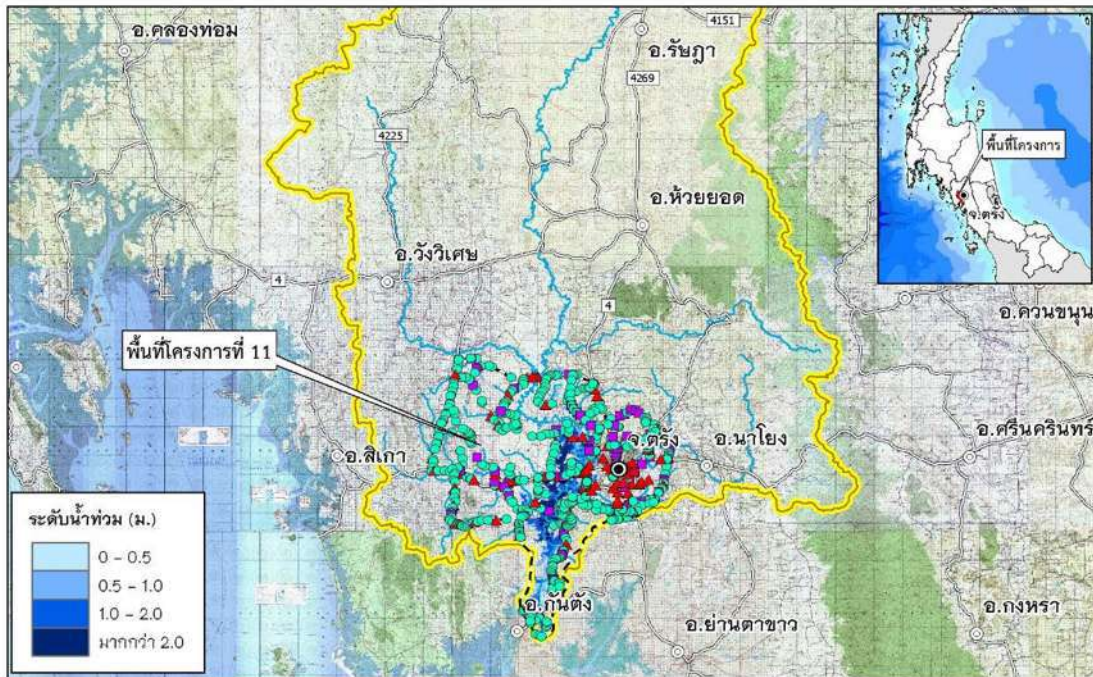 อ.คลองท่อม
4151
อ.รัษฎา
4269
4225
พื้นที่โครงการ
จ.ตรัง
อ.ห้วยยอด
อ.วังวิเศษ
4
4
อ.ควนขนุน
พื้นที่โครงการที่ 11
จ.ตรัง
อ.นาโยง
อ.ศรีนครินทร์
อ.สิเกา
ระดับน้ำท่วม (ม.)
0 - 0.5
0.5 - 1.0
1.0 - 2.0
มากกว่า 2.0
อ.กันตัง
อ.ย่านตาขาว
อ.กงหรา